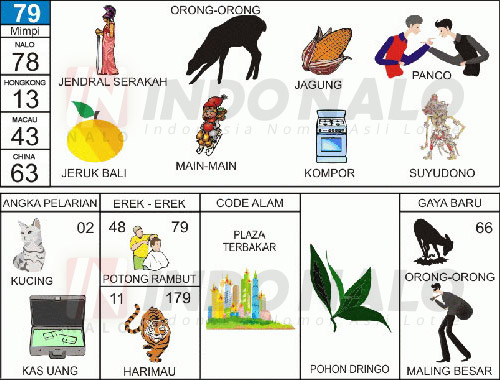 79
Mimpi
NALO
78
HONGKONG
13
MACAU
43
CHINA
63
ORONG-ORONG
JENDRAL SERAKAH
JAGUNG
PANCO
INDONALO
Indonesia Nomor Asli Lotre
JERUK BALI
MAIN-MAIN
KOMPOR
SUYUDONO
ANGKA PELARIAN
EREK - EREK
CODE ALAM
GAYA BARU
02
48
79
PLAZA
TERBAKAR
66
KUCING
POTONG RAMBUT
ORONG-ORONG
INDONALO
11
179
KAS UANG
HARIMAU
POHON DRINGO
MALING BESAR